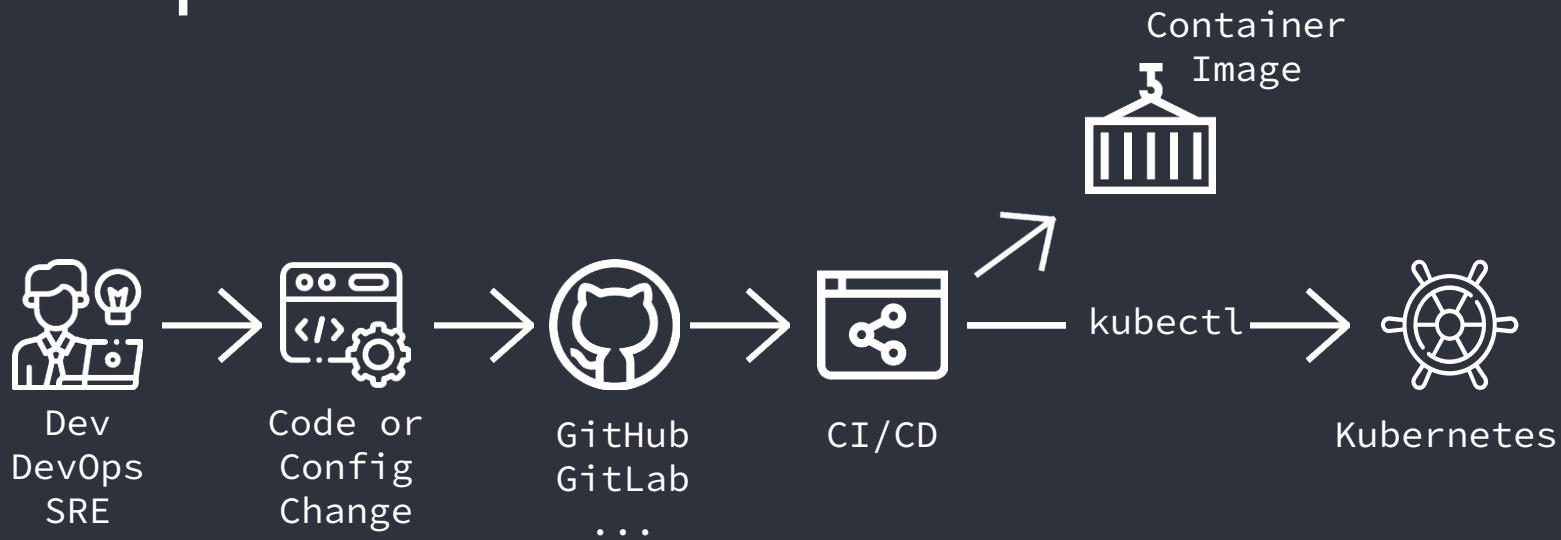 Container
Image
kubectl
Dev
DevOps
SRE
Code or
Config
Change
GitHub
GitLab
...
CI/CD
Kubernetes